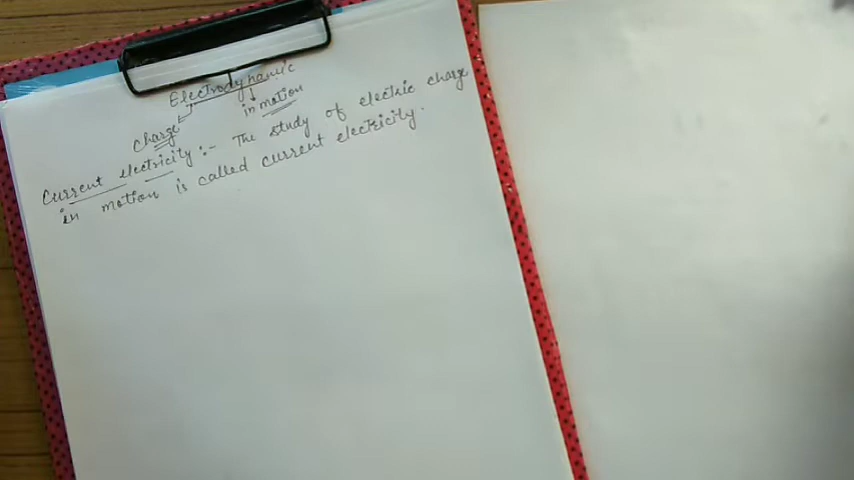 Electrodynamic
charge in motion
Current electricity :- The study of electric charge
in motion is called current electricity.